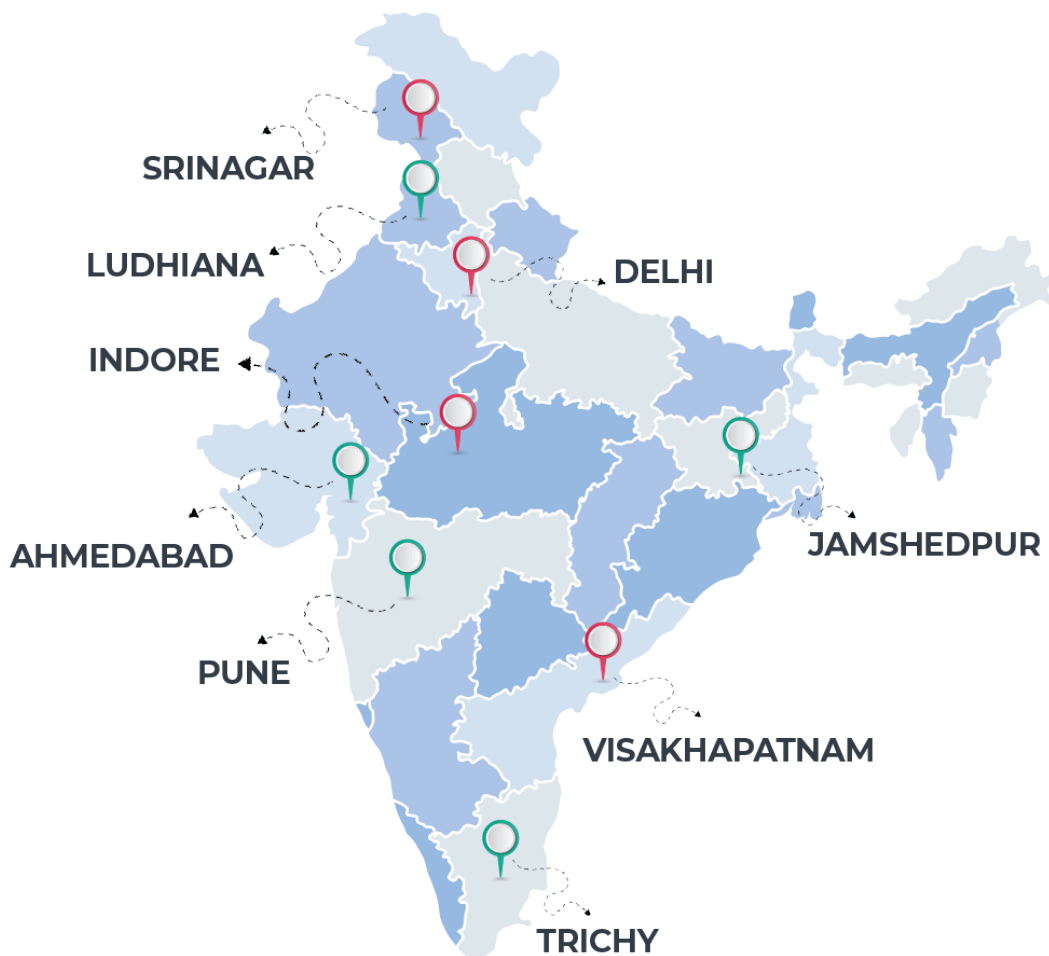 SRINAGAR
LUDHIANA
DELHI
INDORE
AHMEDABAD
JAMSHEDPUR
PUNE
VISAKHAPATNAM
TRICHY